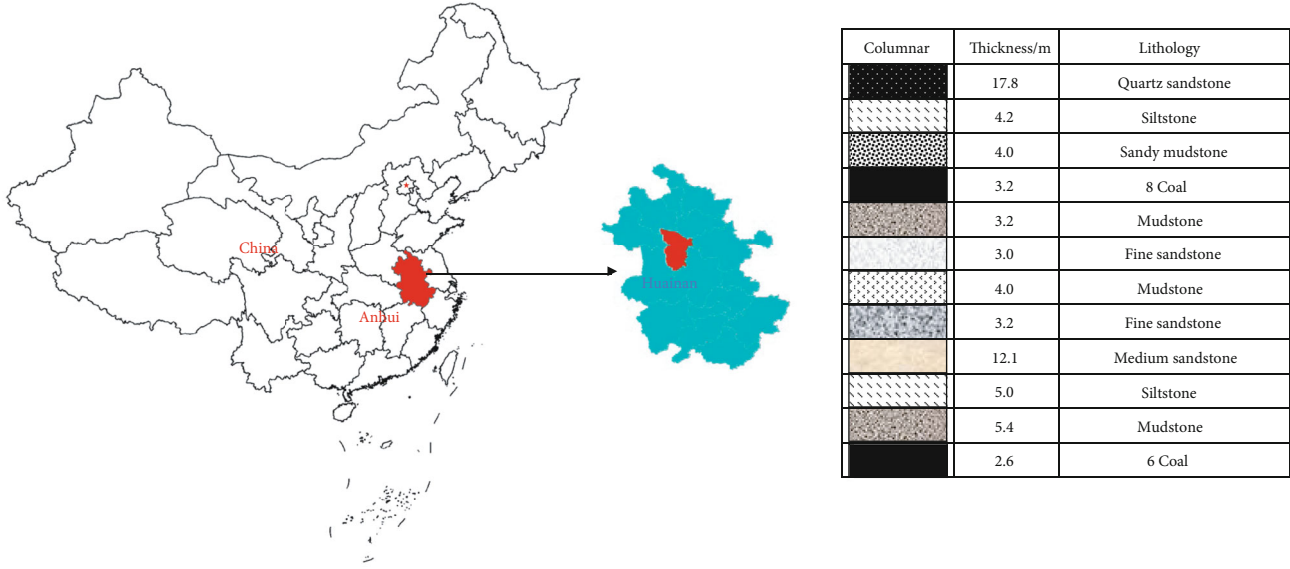 China
Anhui
Huainan
Columnar Thickness/m Lithology
17.8 Quartz sandstone
4.2 Siltstone
4.0 Sandy mudstone
3.2 8 Coal
3.2 Mudstone
3.0 Fine sandstone
4.0 Mudstone
3.2 Fine sandstone
12.1 Medium sandstone
5.0 Siltstone
5.4 Mudstone
2.6 6 Coal